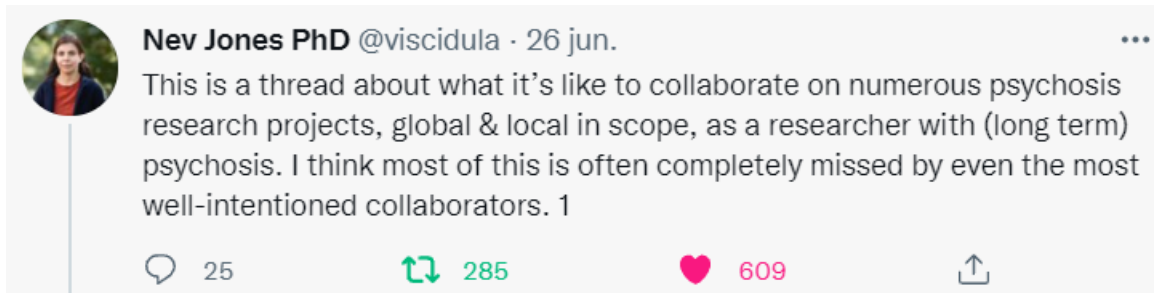 Nev Jones PhD @viscidula · 26 jun.
This is a thread about what it’s like to collaborate on numerous psychosis
research projects, global & local in scope, as a researcher with (long term)
psychosis. I think most of this is often completely missed by even the most
well-intentioned collaborators. 1
25 285 609